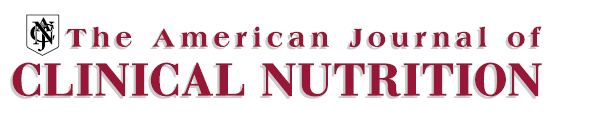 The American Journal of
CLINICAL NUTRITION